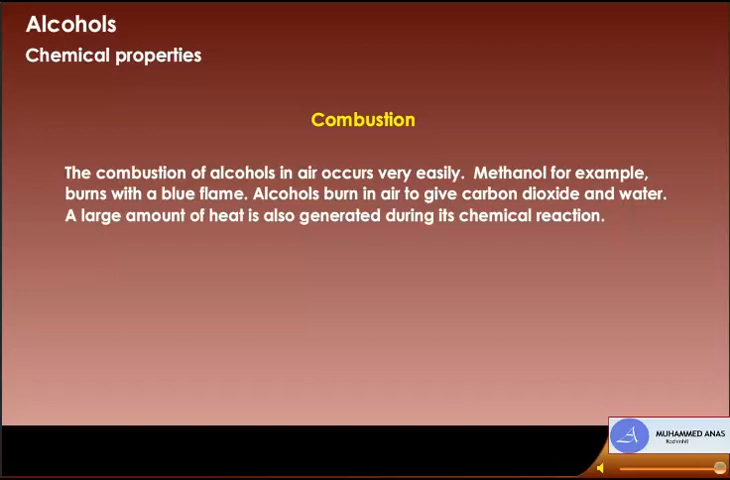 Alcohols
Chemical properties
Combustion
The combustion of alcohols in air occurs very easily.  Methanol for example,
burns with a blue flame. Alcohols burn in air to give carbon dioxide and water.
A large amount of heat is also generated during its chemical reaction.
MUHAMMED ANAS